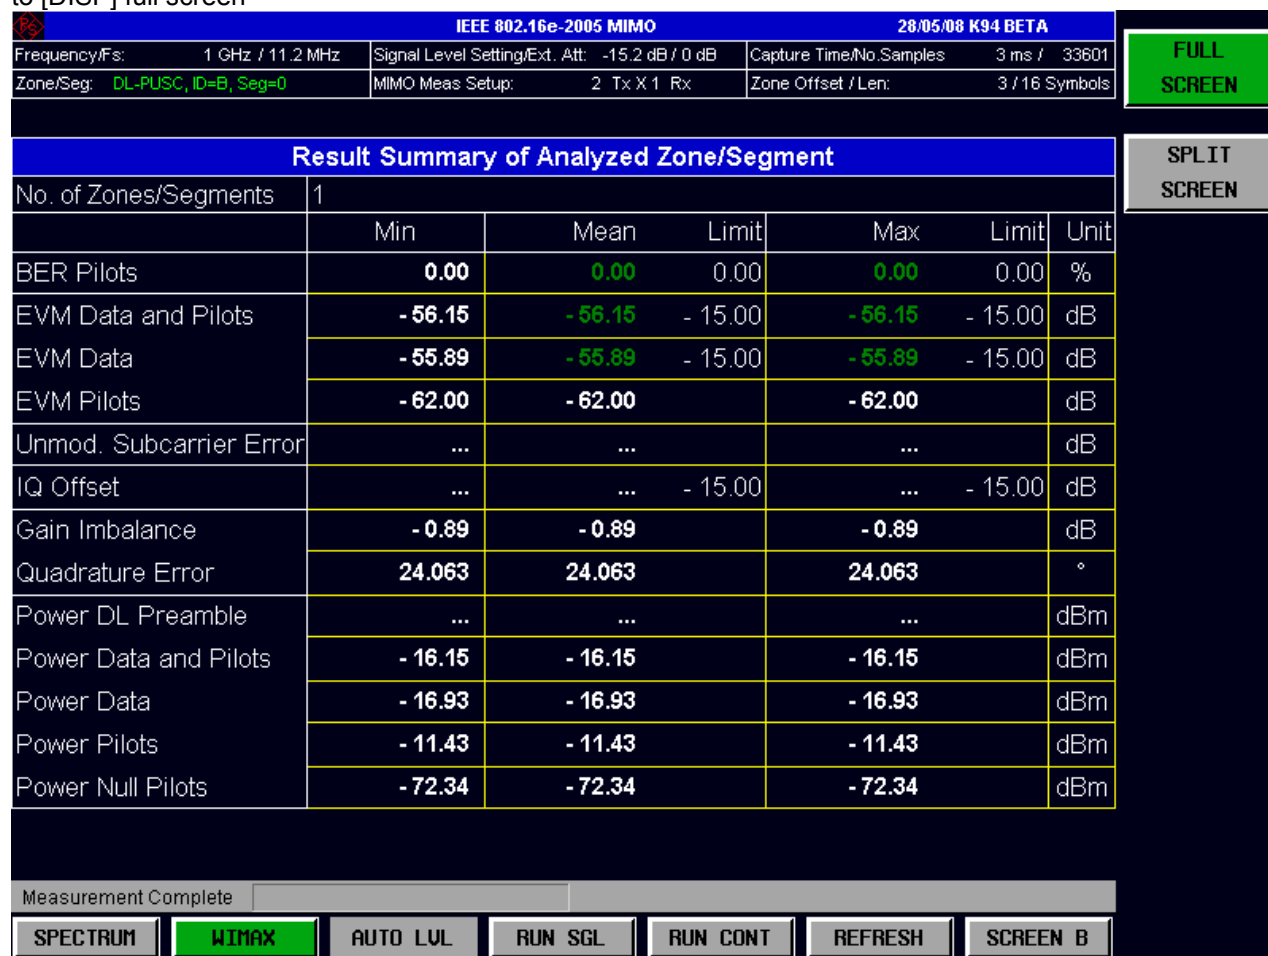 to [DISP] full screen
IEEE 802.16e-2005 MIMO 28/05/08 K94 BETA
Frequency/Fs: 1 GHz / 11.2 MHz Signal Level Setting/Ext. Att: -15.2 dB / 0 dB Capture Time/No.Samples 3 ms / 33601
Zone/Seg: DL-PUSC, ID=B, Seg=0 MIMO Meas Setup: 2 Tx X 1 Rx Zone Offset / Len: 3 / 16 Symbols
FULL
SCREEN
SPLIT
SCREEN
Result Summary of Analyzed Zone/Segment
No. of Zones/Segments 1
Min Mean Limit Max Limit Unit
BER Pilots 0.00 0.00 0.00 0.00 0.00 %
EVM Data and Pilots - 56.15 - 56.15 - 15.00 - 56.15 - 15.00 dB
EVM Data - 55.89 - 55.89 - 15.00 - 55.89 - 15.00 dB
EVM Pilots - 62.00 - 62.00 - 62.00 dB
Unmod. Subcarrier Error ... ... ... dB
IQ Offset ... ... - 15.00 ... - 15.00 dB
Gain Imbalance - 0.89 - 0.89 - 0.89 dB
Quadrature Error 24.063 24.063 24.063 °
Power DL Preamble ... ... ... dBm
Power Data and Pilots - 16.15 - 16.15 - 16.15 dBm
Power Data - 16.93 - 16.93 - 16.93 dBm
Power Pilots - 11.43 - 11.43 - 11.43 dBm
Power Null Pilots - 72.34 - 72.34 - 72.34 dBm
Measurement Complete
SPECTRUM WIMAX AUTO LVL RUN SGL RUN CONT REFRESH SCREEN B